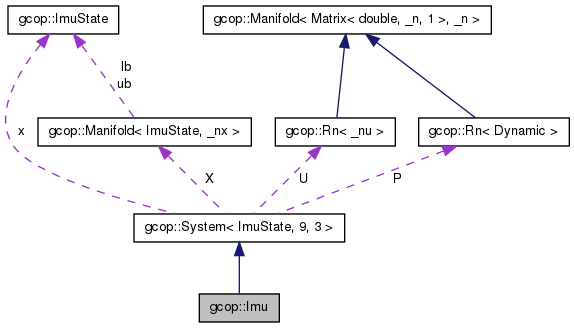 gcop::ImuState
gcop::Manifold< Matrix< double, _n, 1 >, _n >
lb
ub
x
gcop::Manifold< ImuState, _nx >
gcop::Rn< _nu >
gcop::Rn< Dynamic >
X
U
P
gcop::System< ImuState, 9, 3 >
gcop::Imu